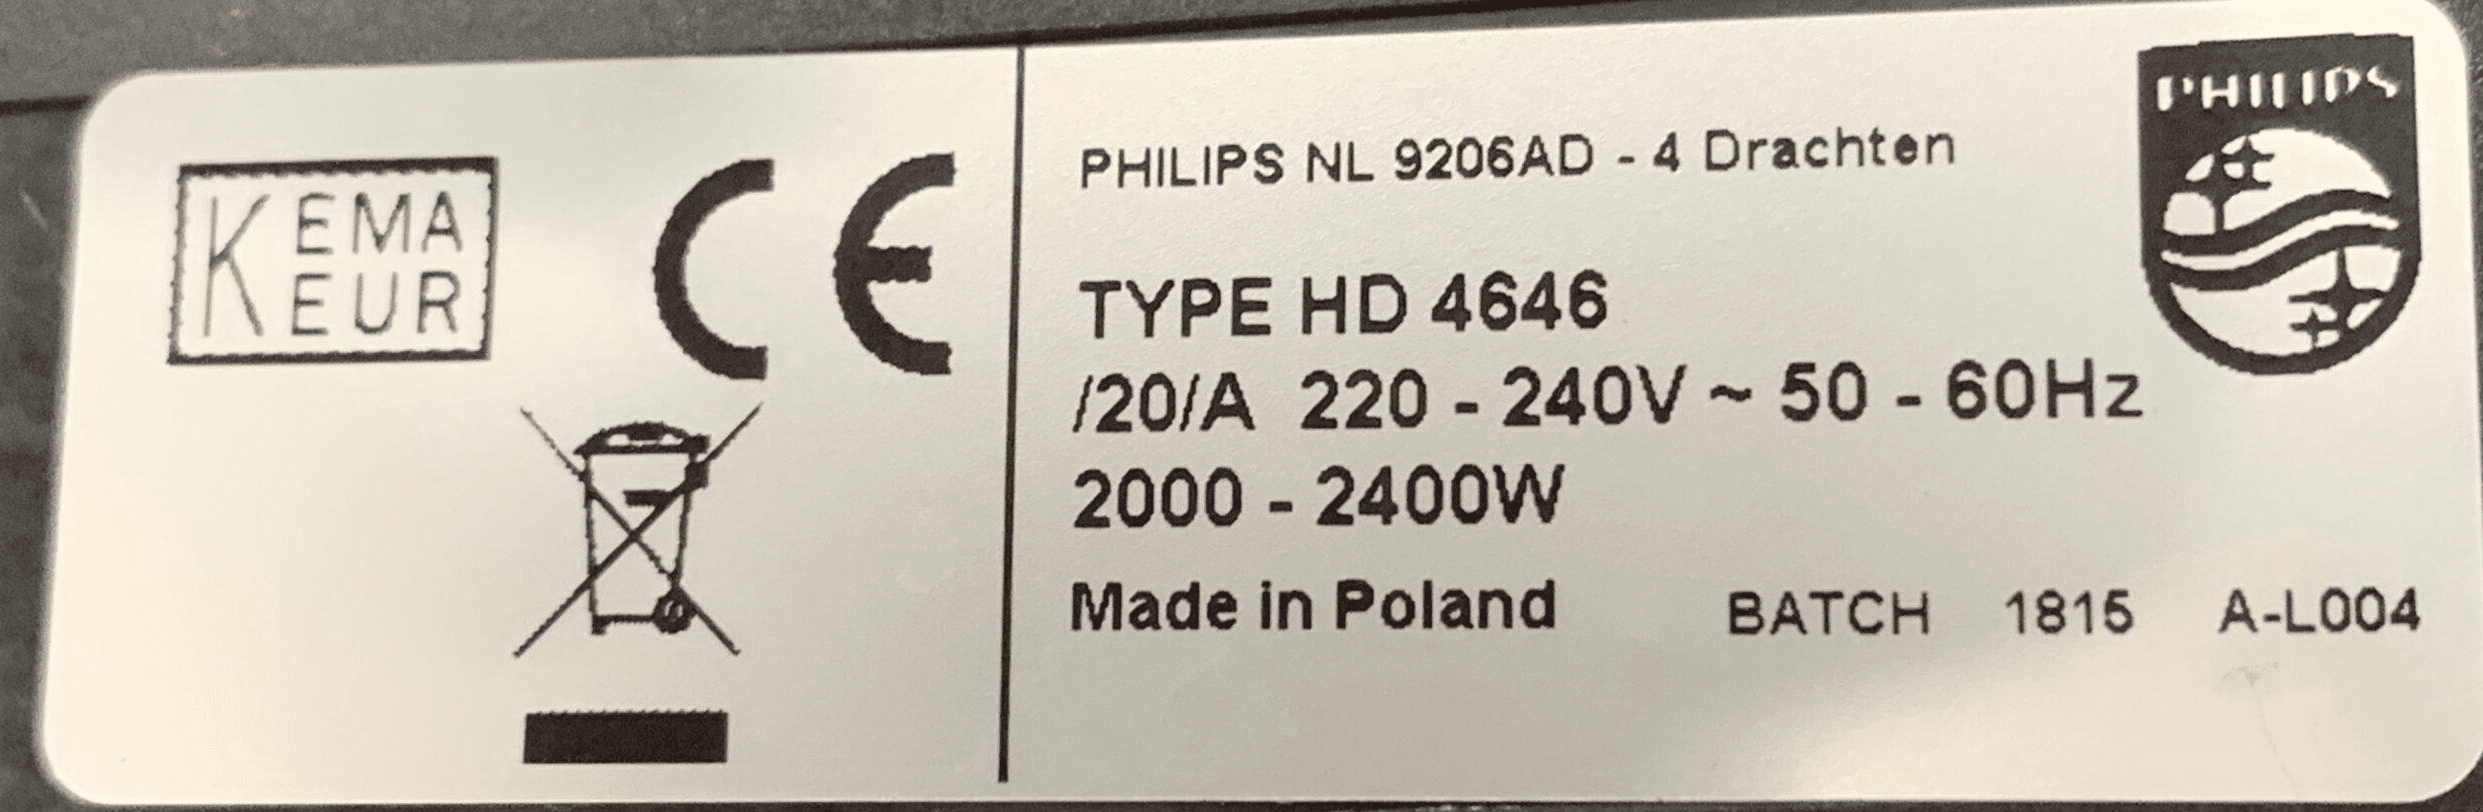 KEMA
KEUR
CE
PHILIPS NL 9206AD - 4 Drachten
PHILIPS
TYPE HD 4646
/20/A 220 - 240V ~ 50 - 60Hz
2000 - 2400W
Made in Poland BATCH 1815 A-L004